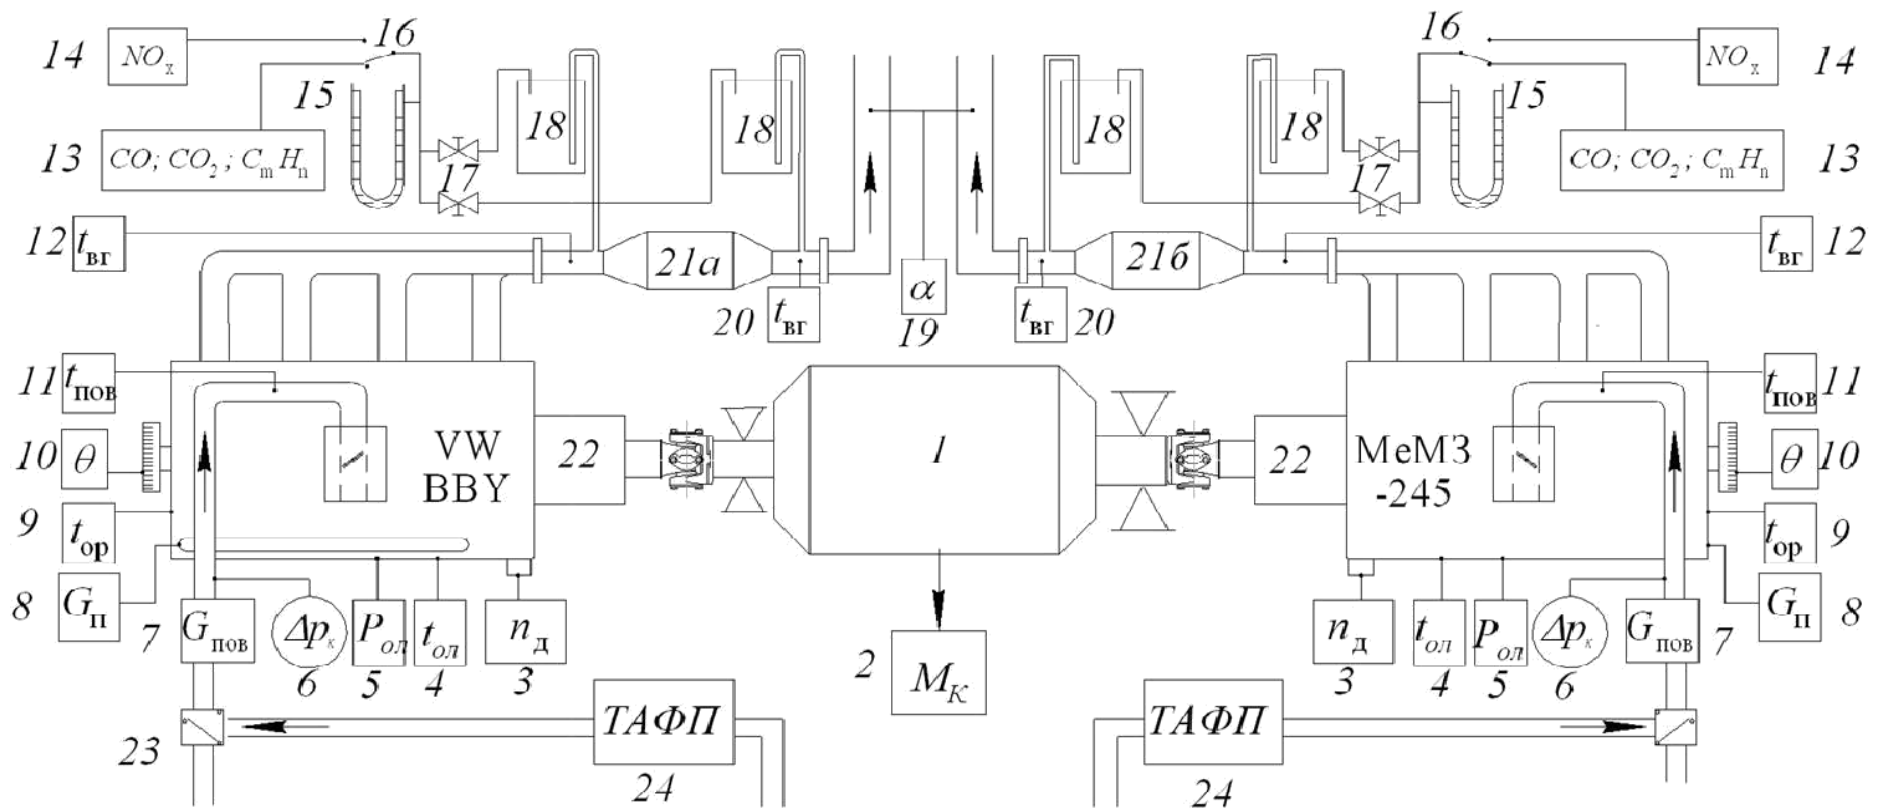 14 NOx 16 16 NOx 14
15 18 18 18 18 15
13 CO; CO2; CmHn 17 17 CO; CO2; CmHn 13
12 tвг 21а 21б tвг 12
20 tвг α tвг 20
19
11 tпов tпов 11
10 θ VW 22 1 22 МеМЗ θ 10
BBY -245
9 tор tор 9
8 Gп Gп 8
7 Gпов Δpк Pол tол nд nд tол Pол Δpк Gпов 7
6 5 4 3 2 MK 3 4 5 6
ТАФП ТАФП
23
24 24